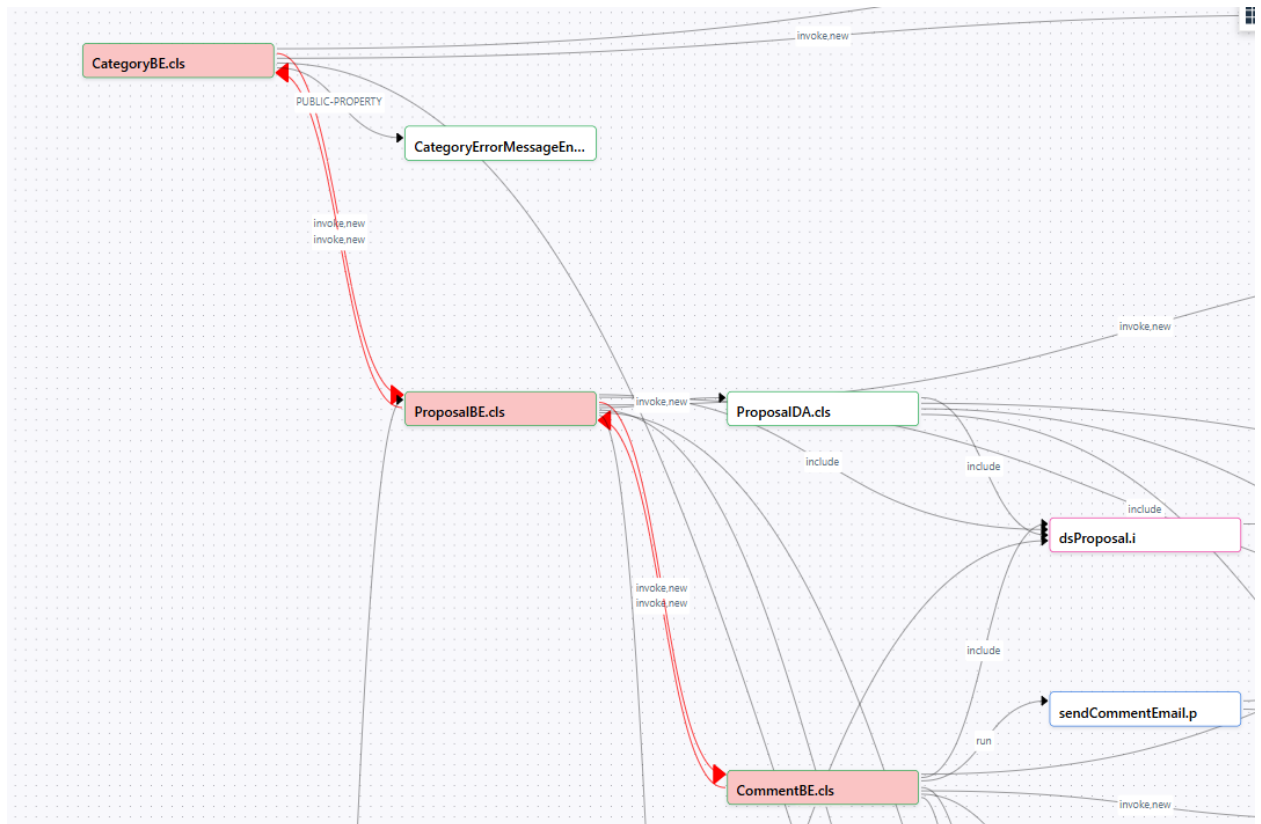 invoke,new
CategoryBE.cls
PUBLIC-PROPERTY
CategoryErrorMessageEn...
invoke,new
invoke,new
invoke,new
ProposalBE.cls
invoke,new
ProposalDA.cls
include
include
include
dsProposal.i
invoke,new
invoke,new
include
sendCommentEmail.p
run
CommentBE.cls
invoke,new